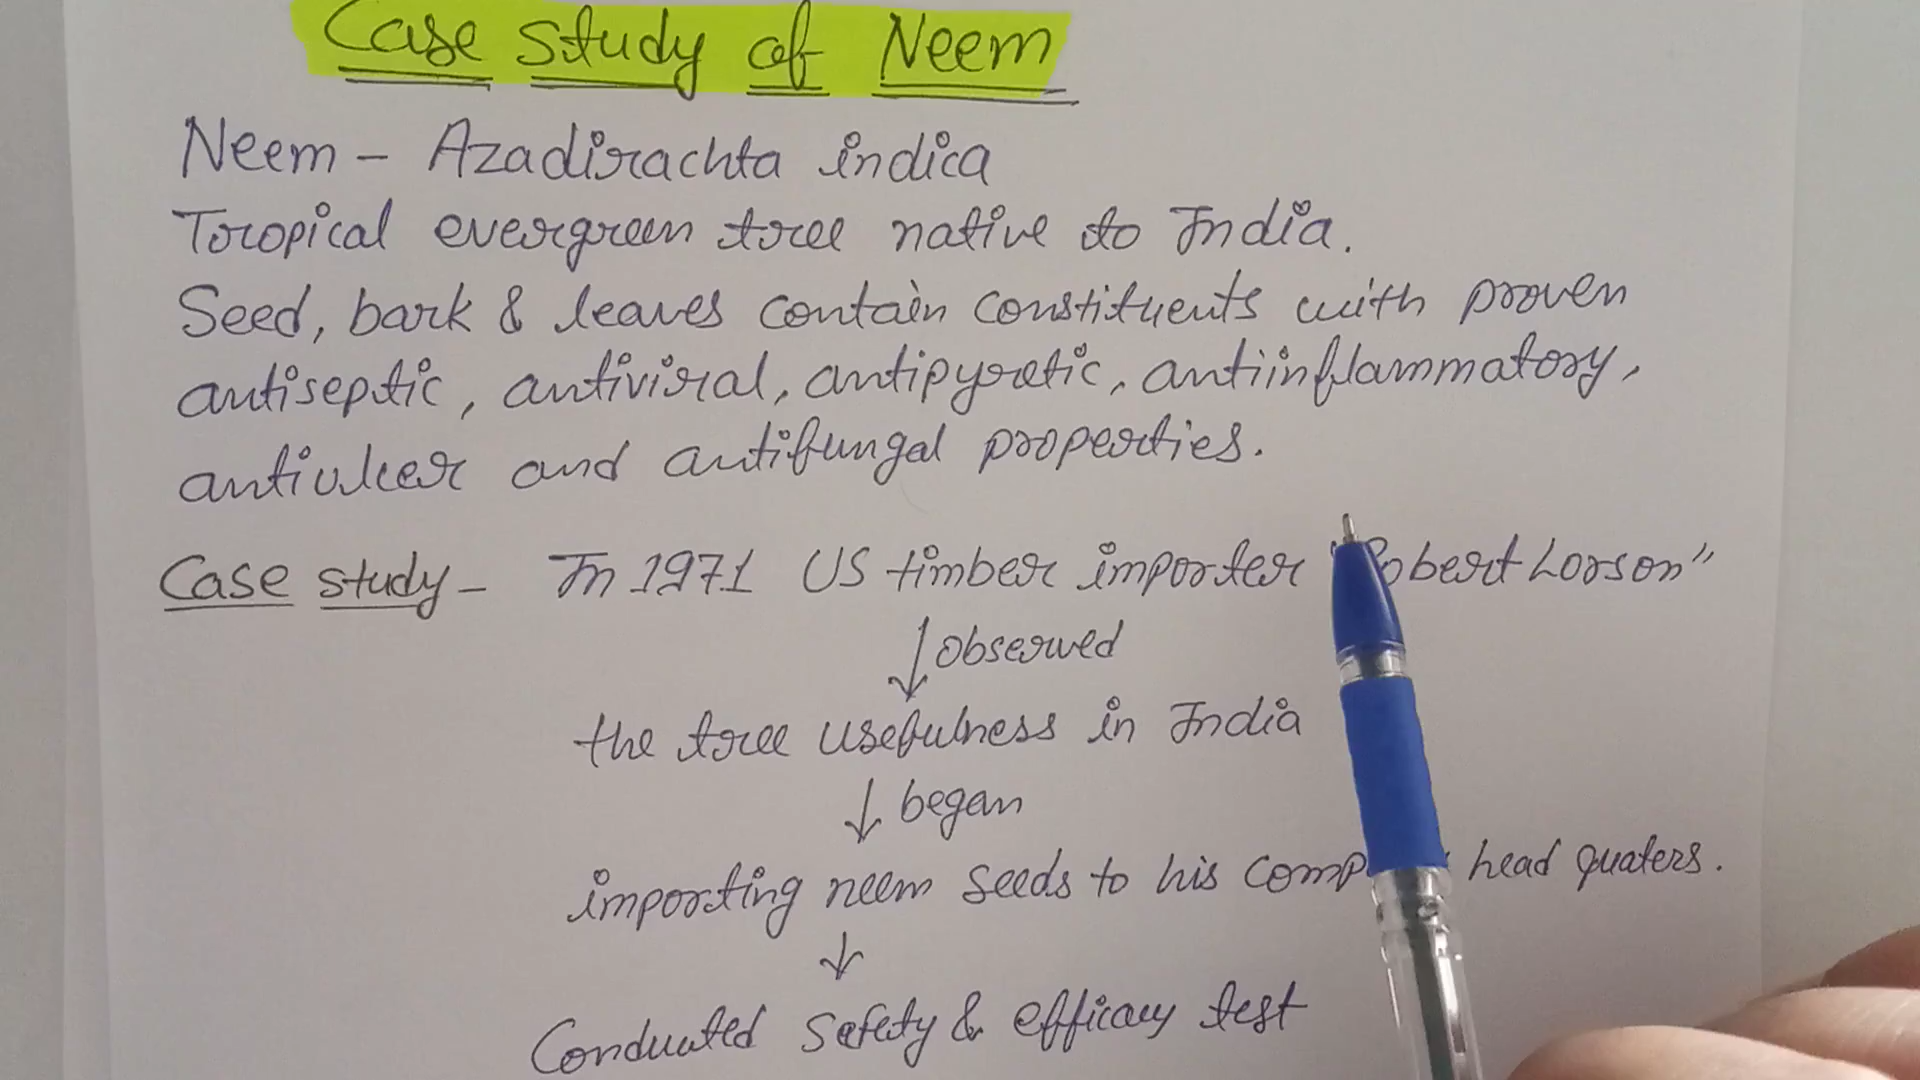 Case study of Neem
Neem - Azadirachta indica
Tropical evergreen tree native to India.
Seed, bark & leaves contain constituents with proven
antiseptic, antiviral, antipyretic, antiinflammatory,
antiulcer and antifungal properties.
Case study - In 1971 US timber importer "Robert Lorson"
↓ observed
the tree usefulness in India
↓ began
importing neem seeds to his head quaters.
↓
Conducted safety & efficacy test